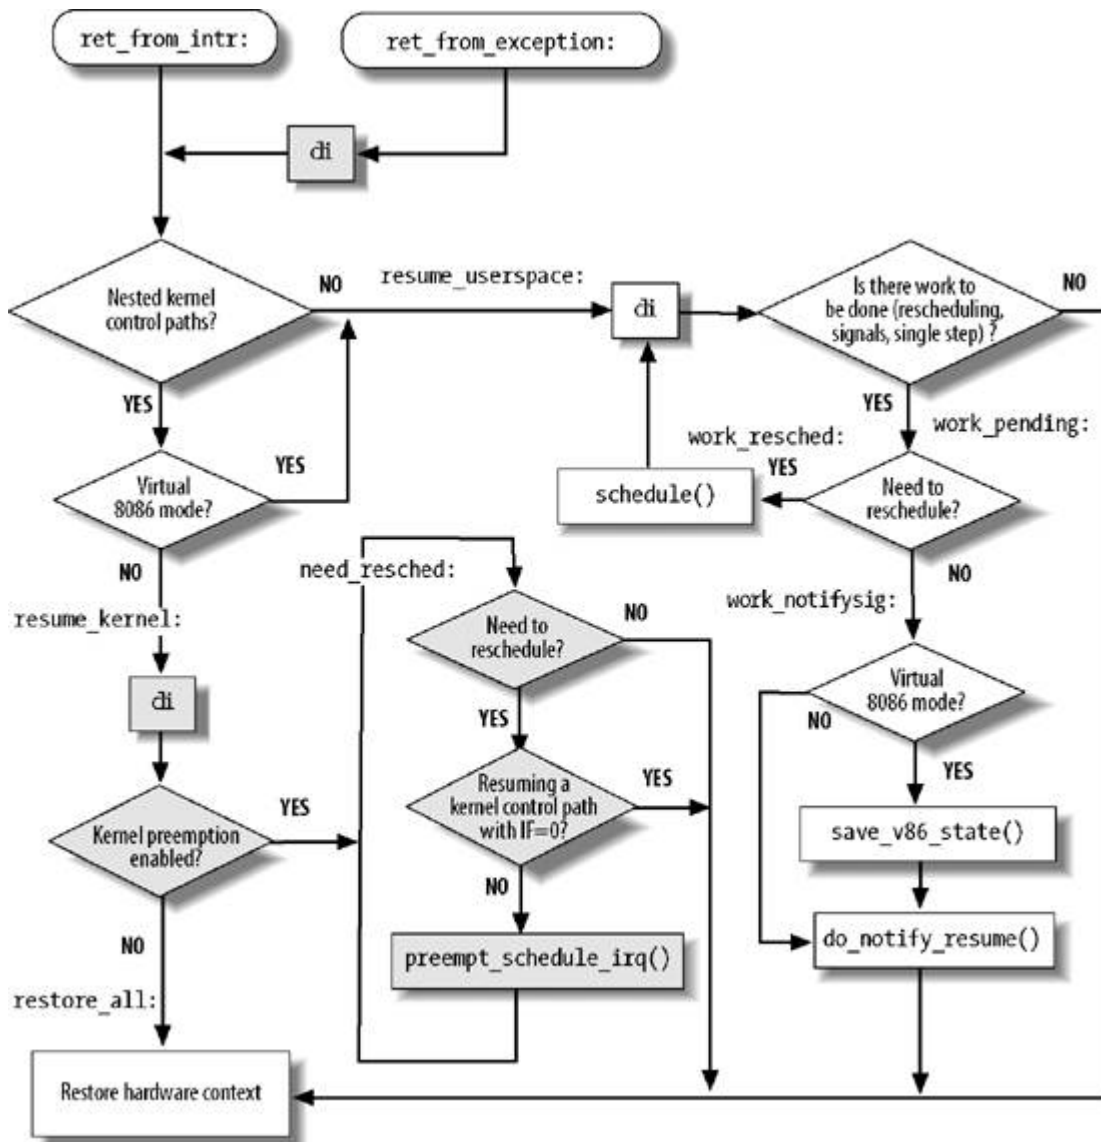 ret_from_intr:
ret_from_exception:
di
Nested kernel
control paths?
NO
resume_userspace:
di
Is there work to
be done (rescheduling,
signals, single step) ?
NO
YES
YES
work_pending:
Virtual
8086 mode?
YES
work_resched:
YES
schedule()
Need to
reschedule?
NO
NO
need_resched:
resume_kernel:
Need to
reschedule?
NO
work_notifysig:
di
YES
Virtual
8086 mode?
NO
YES
Kernel preemption
enabled?
YES
Resuming a
kernel control path
with IF=0?
YES
save_v86_state()
NO
NO
preempt_schedule_irq()
do_notify_resume()
restore_all:
Restore hardware context